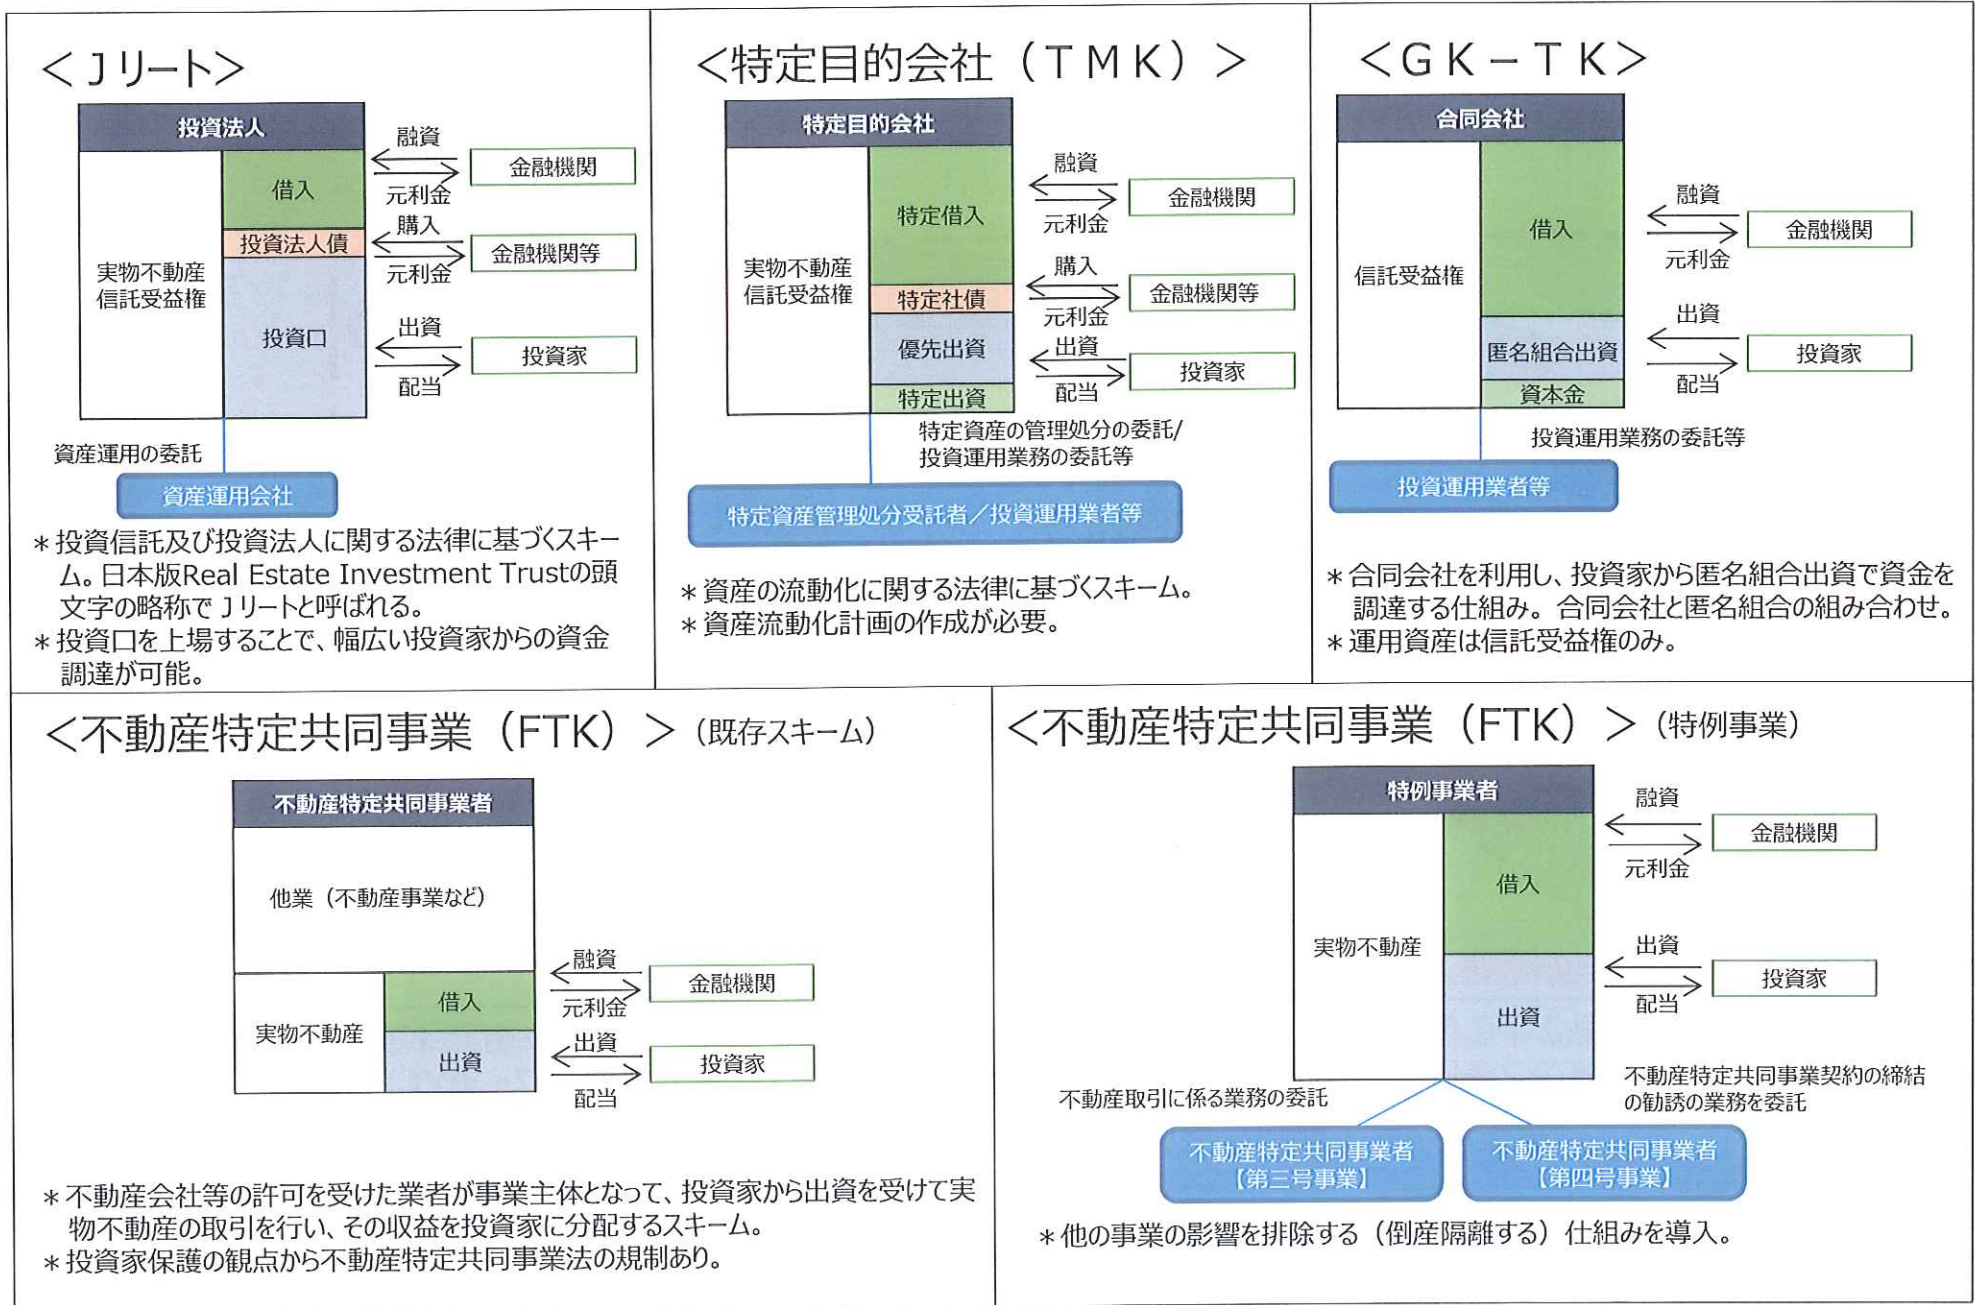 ＜Ｊリート＞
投資法人
実物不動産
信託受益権
借入
投資法人債
投資口
融資
元利金
金融機関
購入
元利金
金融機関等
出資
配当
投資家
資産運用の委託
資産運用会社
＊投資信託及び投資法人に関する法律に基づくスキー
ム。日本版Real Estate Investment Trustの頭
文字の略称でＪリートと呼ばれる。
＊投資口を上場することで、幅広い投資家からの資金
調達が可能。
＜特定目的会社（ＴＭＫ）＞
特定目的会社
実物不動産
信託受益権
特定借入
特定社債
優先出資
特定出資
融資
元利金
金融機関
購入
元利金
金融機関等
出資
配当
投資家
特定資産の管理処分の委託/
投資運用業務の委託等
特定資産管理処分受託者／投資運用業者等
＊資産の流動化に関する法律に基づくスキーム。
＊資産流動化計画の作成が必要。
＜ＧＫ－ＴＫ＞
合同会社
信託受益権
借入
匿名組合出資
資本金
融資
元利金
金融機関
出資
配当
投資家
投資運用業務の委託等
投資運用業者等
＊合同会社を利用し、投資家から匿名組合出資で資金を
調達する仕組み。合同会社と匿名組合の組み合わせ。
＊運用資産は信託受益権のみ。
＜不動産特定共同事業（FTK）＞（既存スキーム）
不動産特定共同事業者
他業（不動産事業など）
実物不動産
借入
出資
融資
元利金
金融機関
出資
配当
投資家
＊不動産会社等の許可を受けた業者が事業主体となって、投資家から出資を受けて実
物不動産の取引を行い、その収益を投資家に分配するスキーム。
＊投資家保護の観点から不動産特定共同事業法の規制あり。
＜不動産特定共同事業（FTK）＞（特例事業）
特例事業者
実物不動産
借入
出資
融資
元利金
金融機関
出資
配当
投資家
不動産取引に係る業務の委託
不動産特定共同事業契約の締結
の勧誘の業務を委託
不動産特定共同事業者
【第三号事業】
不動産特定共同事業者
【第四号事業】
＊他の事業の影響を排除する（倒産隔離する）仕組みを導入。